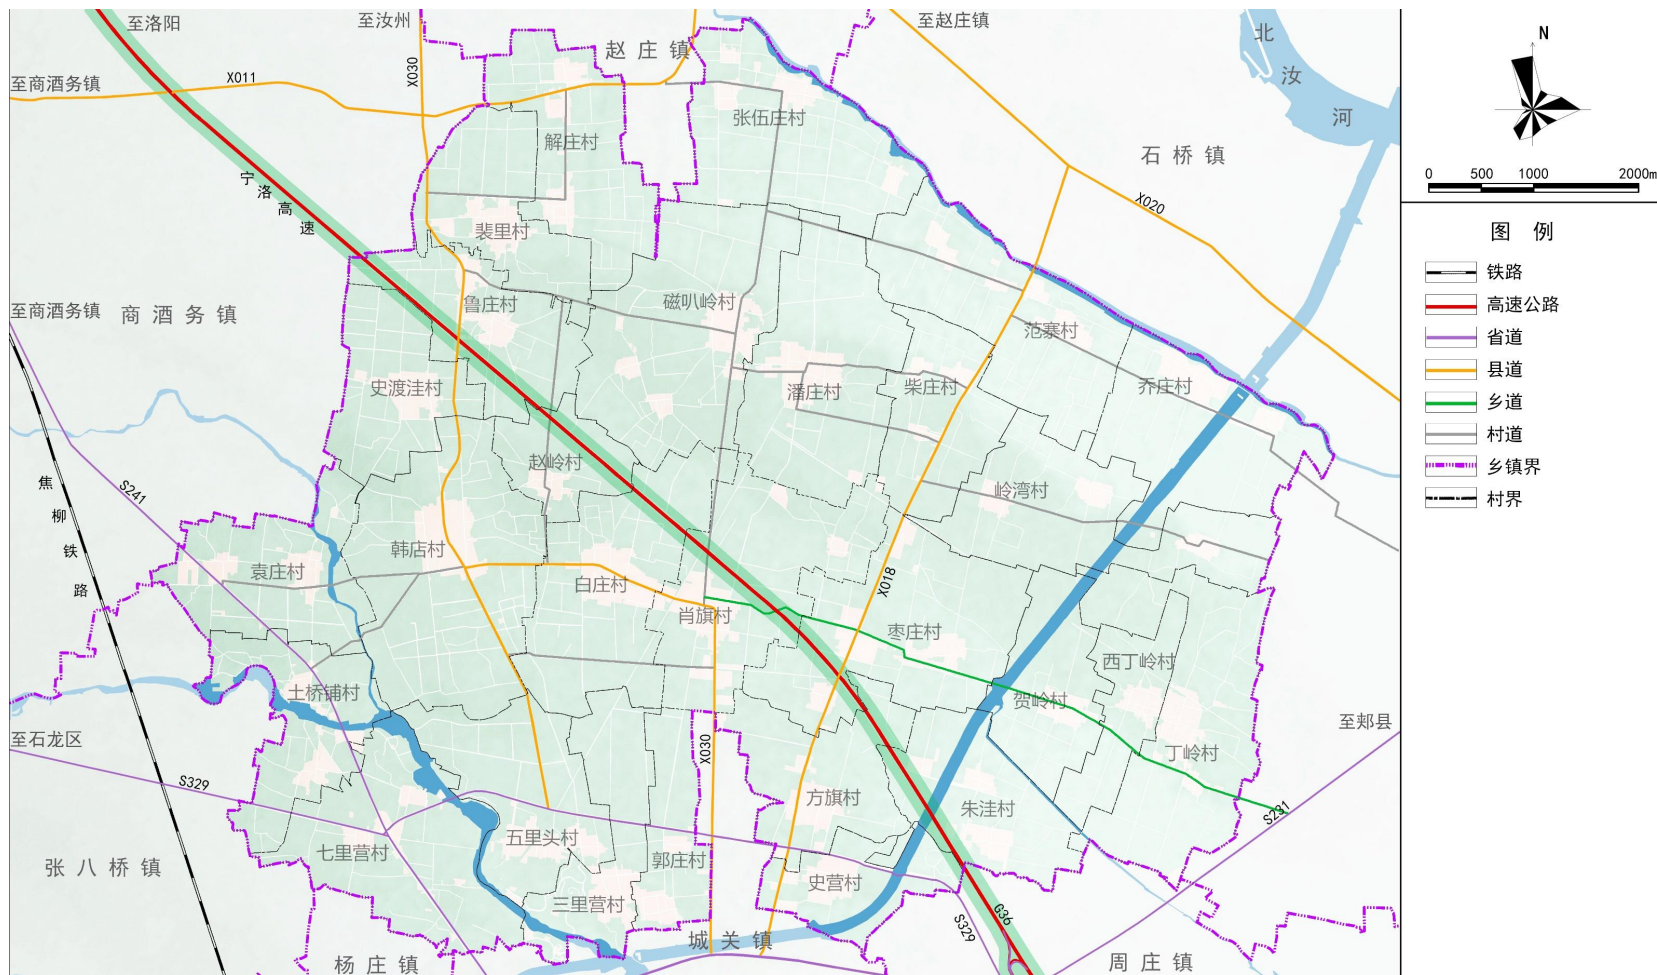 至洛阳
至汝州
赵庄镇
至赵庄镇
北汝河
至商酒务镇
X011
X030
张伍庄村
解庄村
石桥镇
宁洛高速
X020
裴里村
至商酒务镇
商酒务镇
鲁庄村
磁叭岭村
范寨村
史渡洼村
潘庄村
柴庄村
乔庄村
赵岭村
岭湾村
焦柳铁路
S241
韩店村
袁庄村
白庄村
X018
肖旗村
枣庄村
西丁岭村
土桥铺村
贺岭村
至石龙区
X030
至郏县
丁岭村
S329
方旗村
朱洼村
S231
五里头村
七里营村
郭庄村
张八桥镇
史营村
三里营村
G36
S329
城关镇
杨庄镇
周庄镇
N
0 500 1000 2000m
图例
铁路
高速公路
省道
县道
乡道
村道
乡镇界
村界